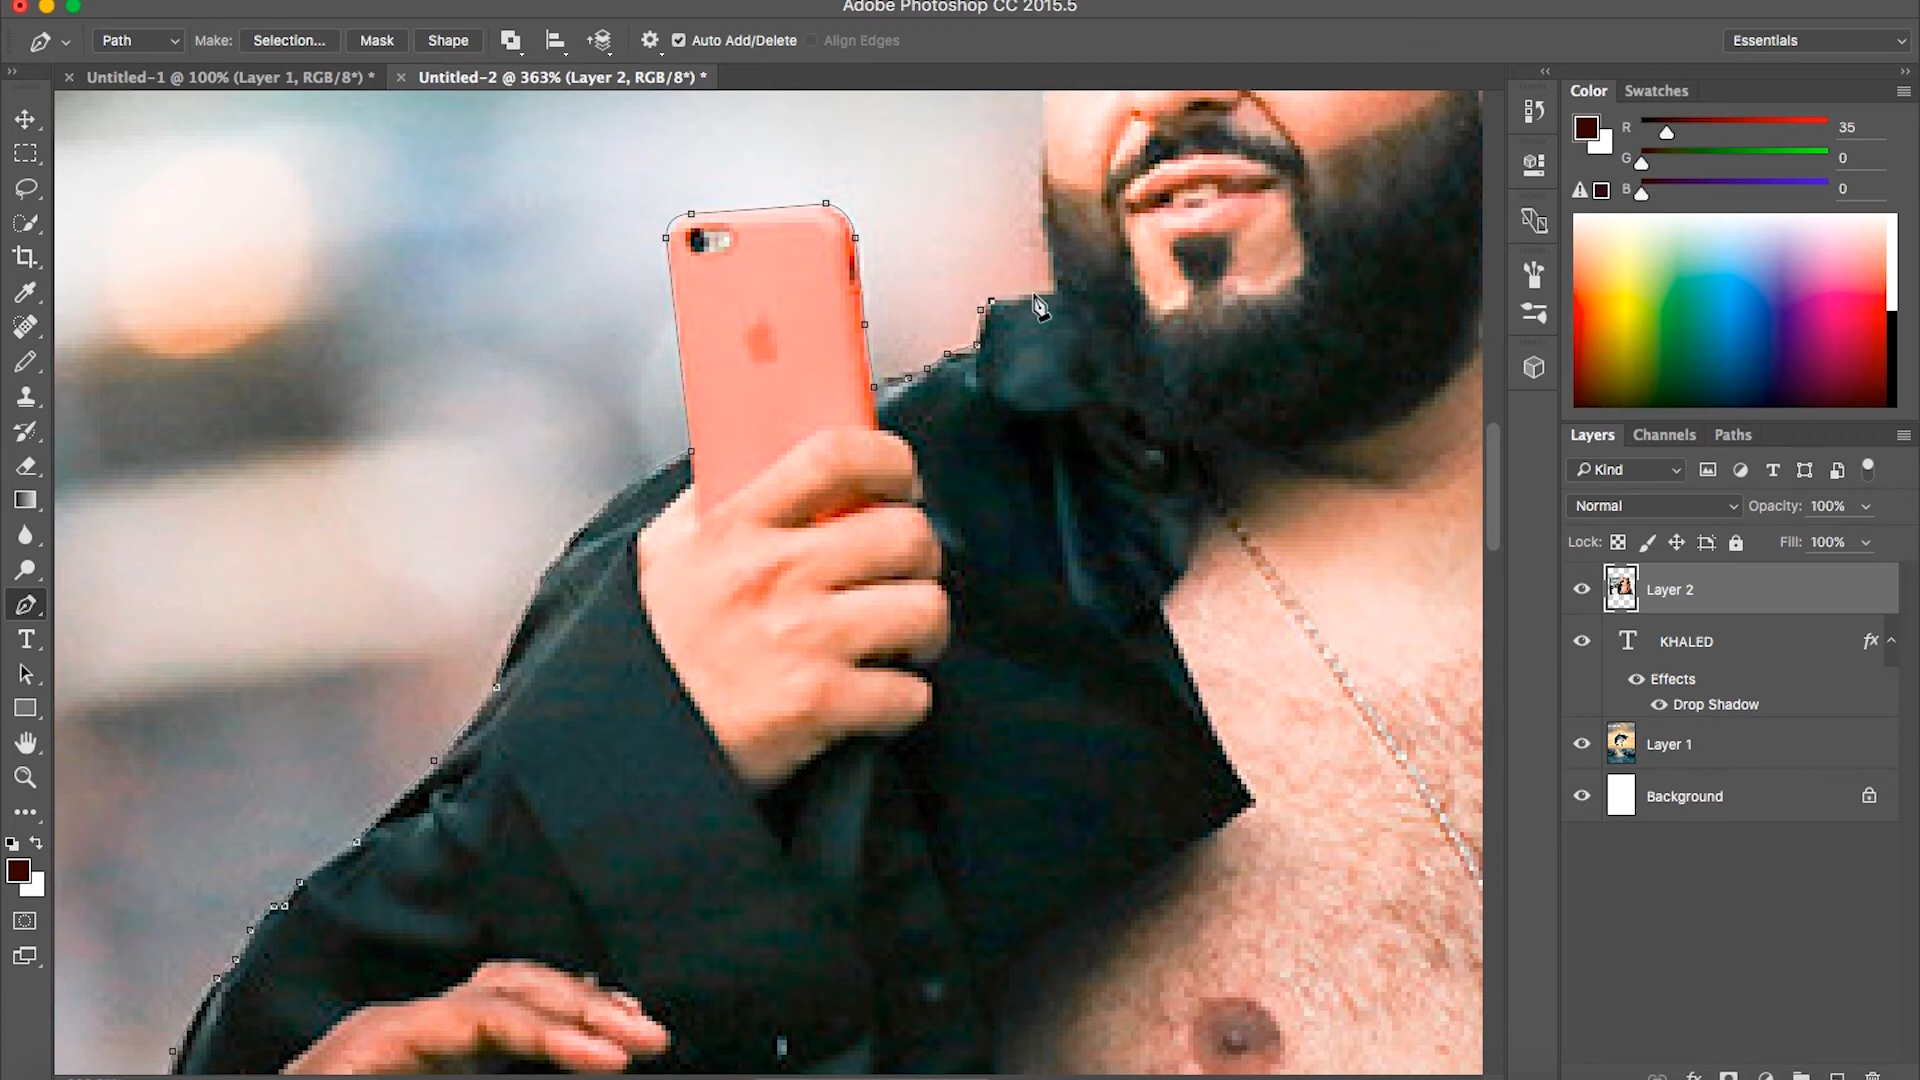 Adobe Photoshop CC 2015.5
Path Make: Selection... Mask Shape Auto Add/Delete Align Edges Essentials
Untitled-1 @ 100% (Layer 1, RGB/8*) * Untitled-2 @ 363% (Layer 2, RGB/8*) *
Color Swatches
R 35
G 0
B 0
Layers Channels Paths
Kind
Normal Opacity: 100%
Lock: Fill: 100%
Layer 2
T KHALED fx
Effects
Drop Shadow
Layer 1
Background